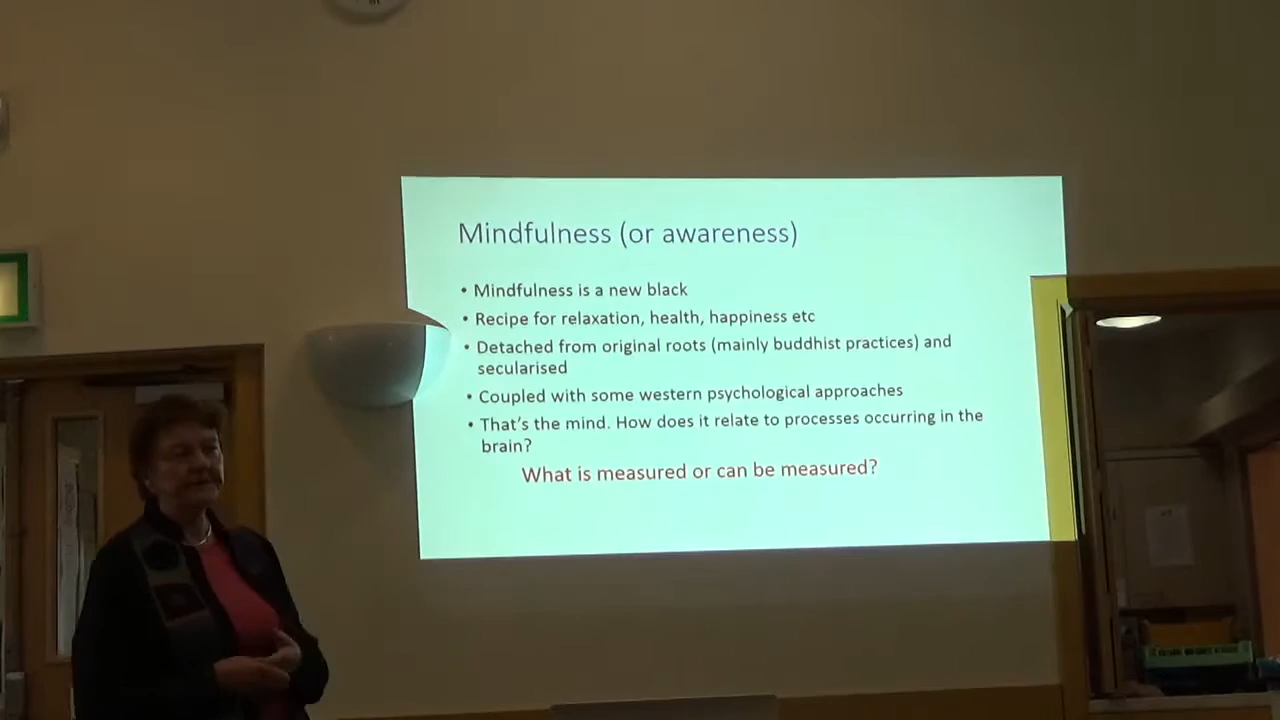 Mindfulness (or awareness)
• Mindfulness is a new black
• Recipe for relaxation, health, happiness etc
• Detached from original roots (mainly buddhist practices) and
secularised
• Coupled with some western psychological approaches
• That's the mind. How does it relate to processes occurring in the
brain?
What is measured or can be measured?